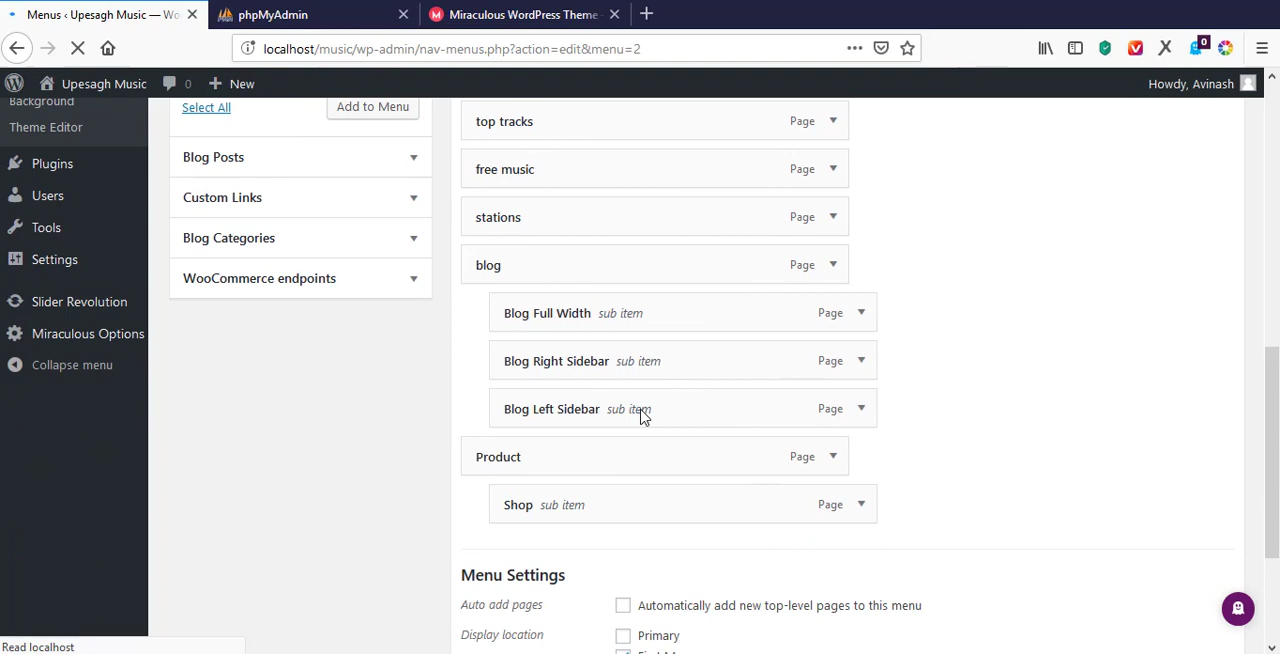 Menus ‹ Upesagh Music — Wo
phpMyAdmin
Miraculous WordPress Theme -
localhost/music/wp-admin/nav-menus.php?action=edit&menu=2
0
Upesagh Music
0
New
Howdy, Avinash
Background
Theme Editor
Plugins
Users
Tools
Settings
Slider Revolution
Miraculous Options
Collapse menu
Select All
Add to Menu
Blog Posts
Custom Links
Blog Categories
WooCommerce endpoints
top tracks Page
free music Page
stations Page
blog Page
Blog Full Width sub item Page
Blog Right Sidebar sub item Page
Blog Left Sidebar sub item Page
Product Page
Shop sub item Page
Menu Settings
Auto add pages
Automatically add new top-level pages to this menu
Display location
Primary
Read localhost